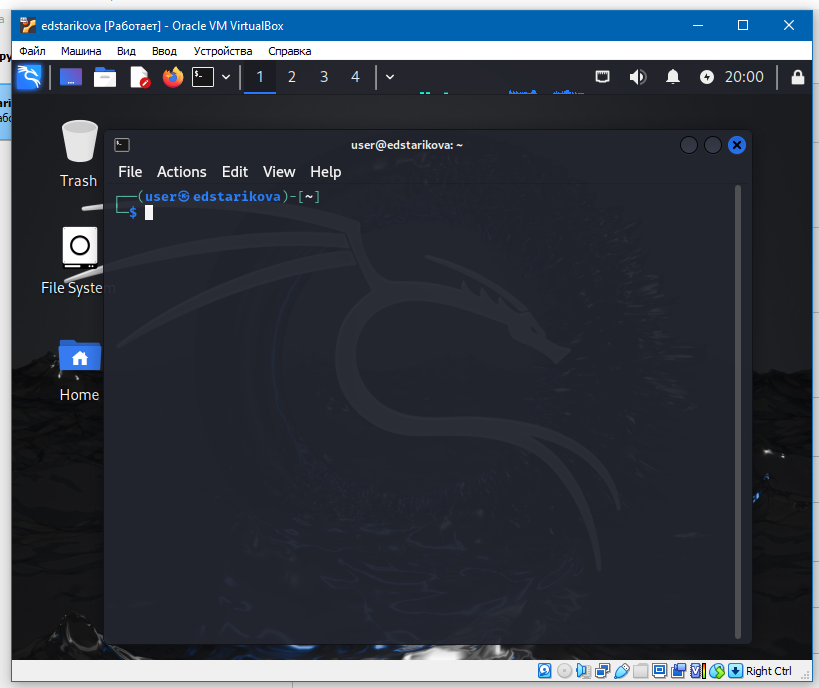 edstarikova [Работает] - Oracle VM VirtualBox
Файл Машина Вид Ввод Устройства Справка
1 2 3 4 20:00
Trash
File Syste
Home
user@edstarikova: ~
File Actions Edit View Help
┌──(user㉿edstarikova)-[~]
└─$
Right Ctrl